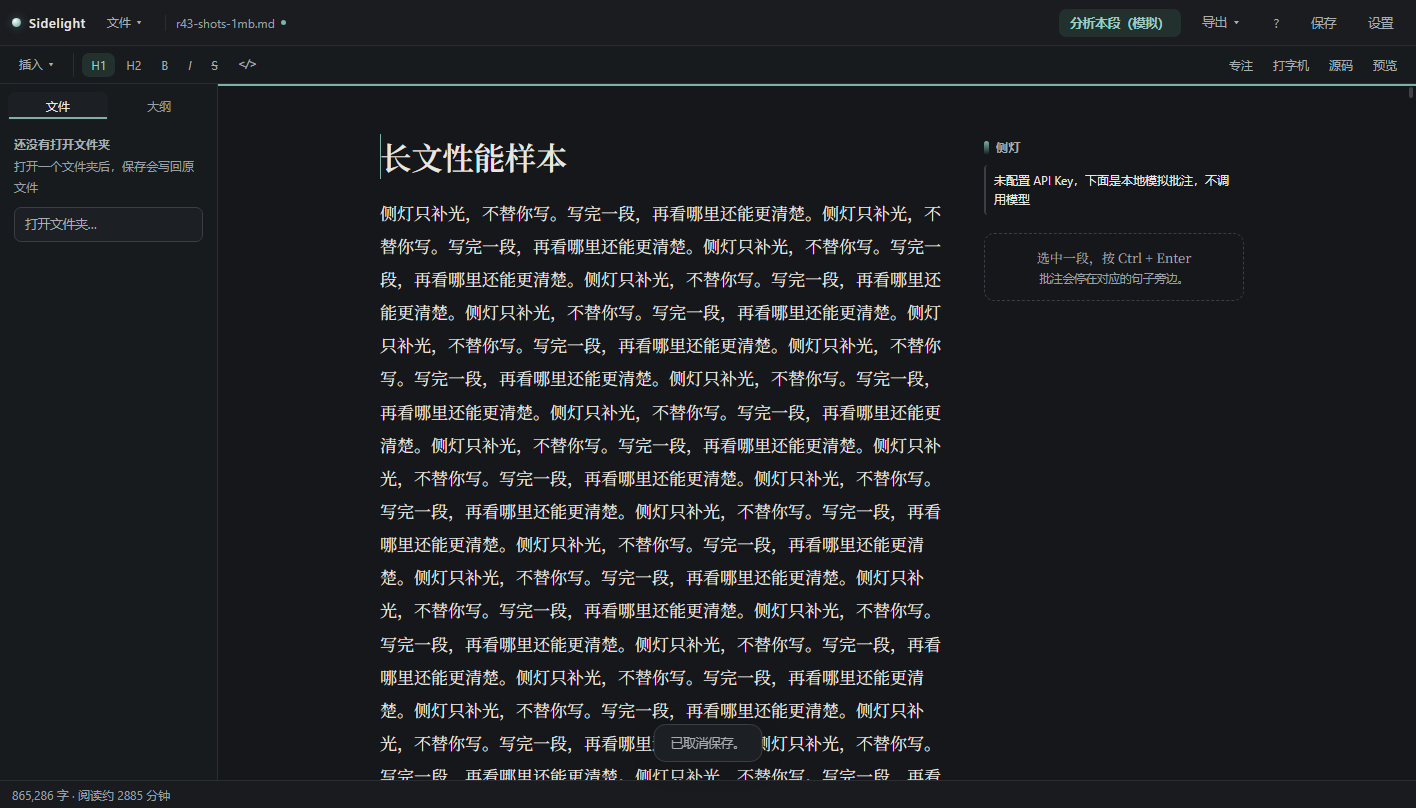 Sidelight 文件 r43-shots-1mb.md 分析本段（模拟） 导出 ? 保存 设置
插入 H1 H2 B I S </> 专注 打字机 源码 预览
文件 大纲
还没有打开文件夹
打开一个文件夹后，保存会写回原
文件
打开文件夹...
长文性能样本
侧灯只补光，不替你写。写完一段，再看哪里还能更清楚。侧灯只补光，不
替你写。写完一段，再看哪里还能更清楚。侧灯只补光，不替你写。写完一
段，再看哪里还能更清楚。侧灯只补光，不替你写。写完一段，再看哪里还
能更清楚。侧灯只补光，不替你写。写完一段，再看哪里还能更清楚。侧灯
只补光，不替你写。写完一段，再看哪里还能更清楚。侧灯只补光，不替你
写。写完一段，再看哪里还能更清楚。侧灯只补光，不替你写。写完一段，
再看哪里还能更清楚。侧灯只补光，不替你写。写完一段，再看哪里还能更
清楚。侧灯只补光，不替你写。写完一段，再看哪里还能更清楚。侧灯只补
光，不替你写。写完一段，再看哪里还能更清楚。侧灯只补光，不替你写。
写完一段，再看哪里还能更清楚。侧灯只补光，不替你写。写完一段，再看
哪里还能更清楚。侧灯只补光，不替你写。写完一段，再看哪里还能更清
楚。侧灯只补光，不替你写。写完一段，再看哪里还能更清楚。侧灯只补
光，不替你写。写完一段，再看哪里还能更清楚。侧灯只补光，不替你写。
写完一段，再看哪里还能更清楚。侧灯只补光，不替你写。写完一段，再看
哪里还能更清楚。侧灯只补光，不替你写。写完一段，再看哪里还能更清
楚。侧灯只补光，不替你写。写完一段，再看哪里还能更清楚。侧灯只补
光，不替你写。写完一段，再看哪里 灯只补光，不替你写。
写完一段，再看哪里还能更清楚。侧灯只补光，不替你写。写完一段，再看
已取消保存。
侧灯
未配置 API Key，下面是本地模拟批注，不调
用模型
选中一段，按 Ctrl + Enter
批注会停在对应的句子旁边。
865,286 字 · 阅读约 2885 分钟